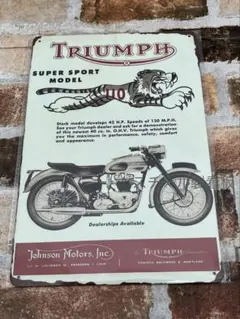 TRIUMPH
SUPER SPORT
MODEL
110
Stock model develops 42 H.P. Speeds of 120 M.P.H.
See your Triumph dealer and ask for a demonstration
of this newest 40 cu. in. O.H.V. Triumph which gives
you the maximum in performance, safety, comfort
and appearance.
Dealerships Available
Johnson Motors, Inc.
TRIUMPH